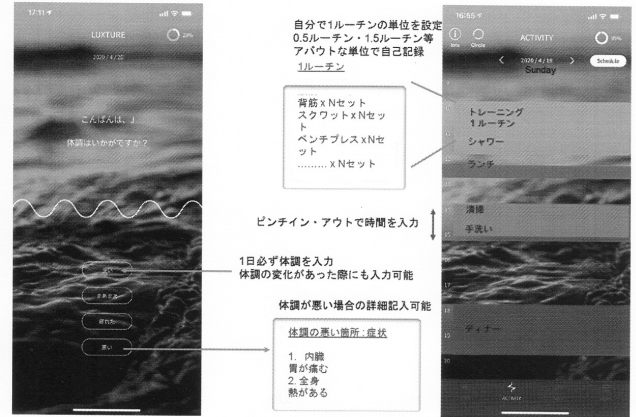 17:11
LUXTURE
29%
2020 / 4 / 20
こんばんは、J
体調はいかがですか?
まあまあ
疲れた
悪い
自分で1ルーチンの単位を設定
0.5ルーチン・1.5ルーチン等
アバウトな単位で自己記録
1ルーチン
背筋 x Nセット
スクワット x Nセッ
ト
ベンチプレス xNセ
ット
……… x Nセット
ピンチイン・アウトで時間を入力
1日必ず体調を入力
体調の変化があった際にも入力可能
体調が悪い場合の詳細記入可能
体調の悪い箇所:症状
1. 内臓
胃が痛む
2. 全身
熱がある
16:55
Info
Circle
ACTIVITY
2020 / 4 / 19
Schedule
Sunday
トレーニング
1ルーチン
シャワー
ランチ
清掃
手洗い
ディナー
20
ACTIVITY